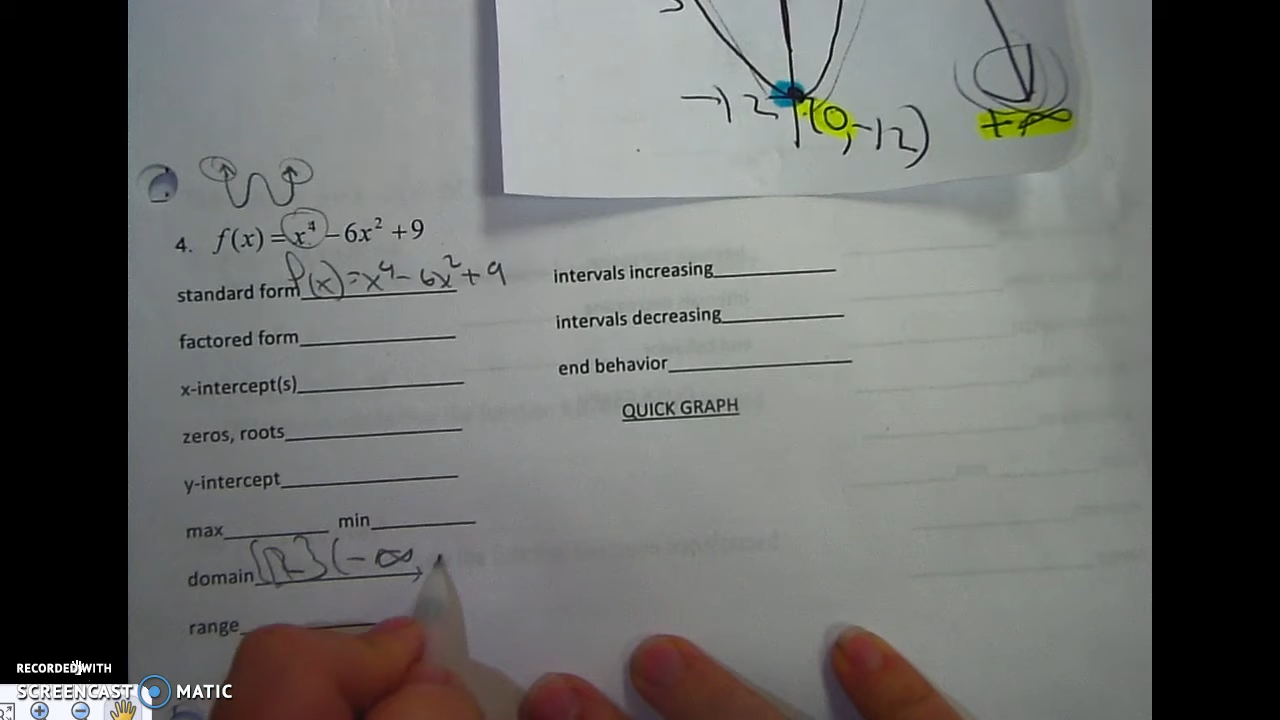 -12 (0,-12) +∞
4. f(x) = x⁴ - 6x² + 9
standard form f(x) = x⁴ - 6x² + 9
factored form
x-intercept(s)
zeros, roots
y-intercept
max min
domain {R} (-∞,
range
intervals increasing
intervals decreasing
end behavior
QUICK GRAPH
RECORDED WITH
SCREENCAST MATIC